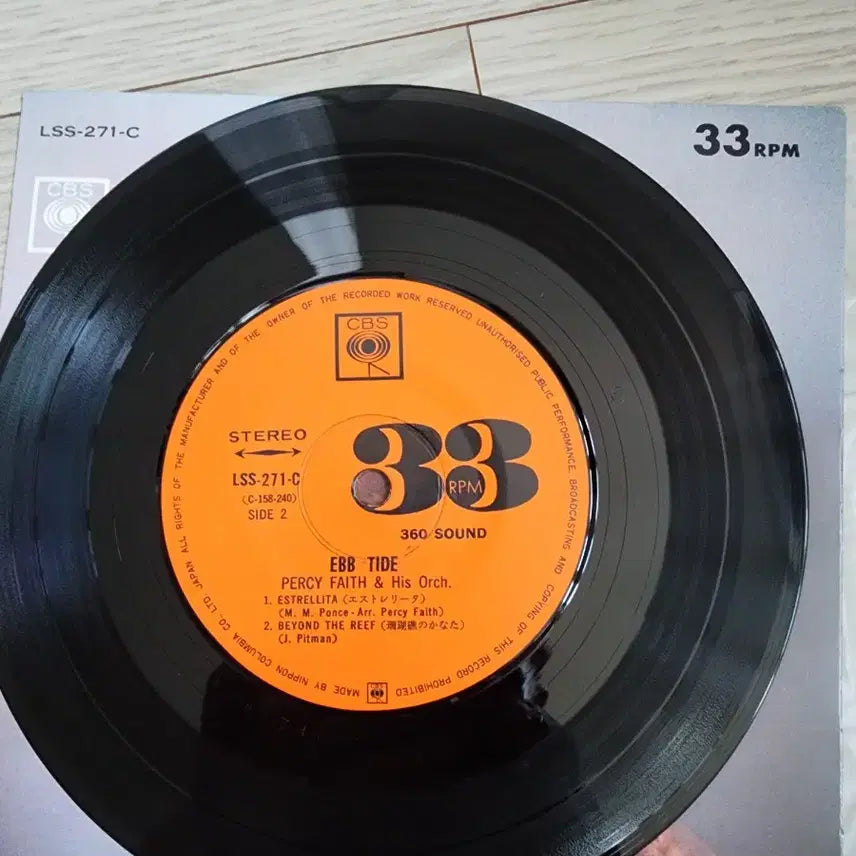 LSS-271-C
33 RPM
CBS
CBS
STEREO
33 RPM
LSS-271-C
(C-158-240)
SIDE 2
360 SOUND
EBB TIDE
PERCY FAITH & His Orch.
1. ESTRELLITA (エストレリータ)
(M. M. Ponce-Arr. Percy Faith)
2. BEYOND THE REEF (珊瑚礁のかなた)
(J. Pitman)
MADE BY NIPPON COLUMBIA CO., LTD. JAPAN ALL RIGHTS OF THE MANUFACTURER AND OF THE OWNER OF THE RECORDED WORK RESERVED UNAUTHORISED PUBLIC PERFORMANCE, BROADCASTING AND COPYING OF THIS RECORD PROHIBITED
CBS